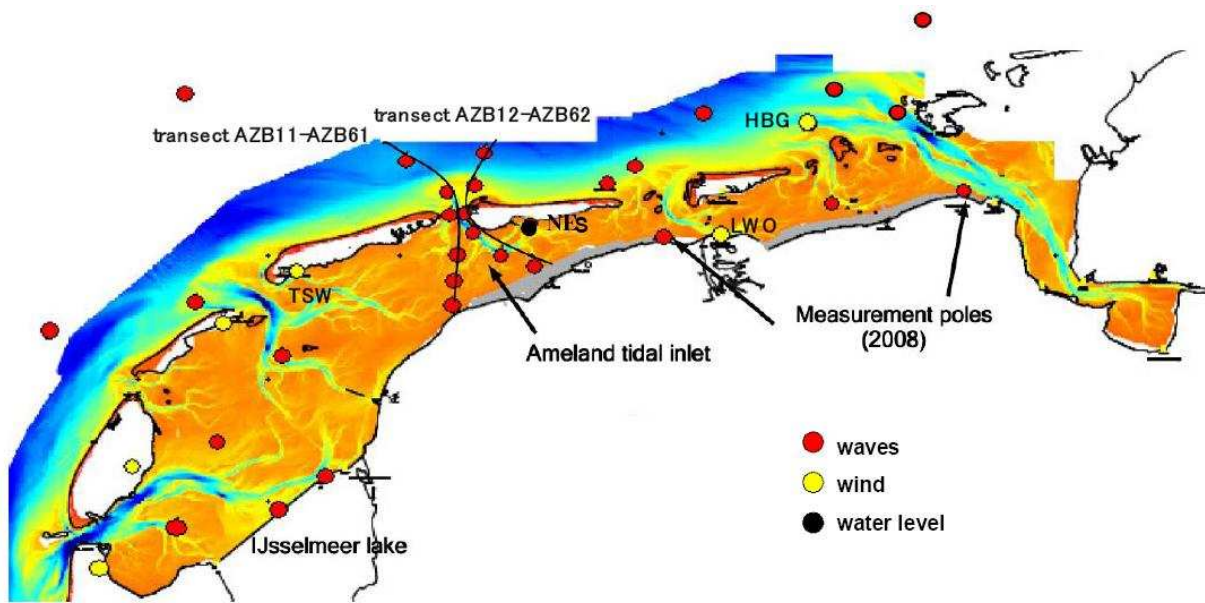 transect AZB12-AZB62
transect AZB11-AZB61
HBG
NES
LWO
TSW
Measurement poles
(2008)
Ameland tidal inlet
waves
wind
water level
IJsselmeer lake